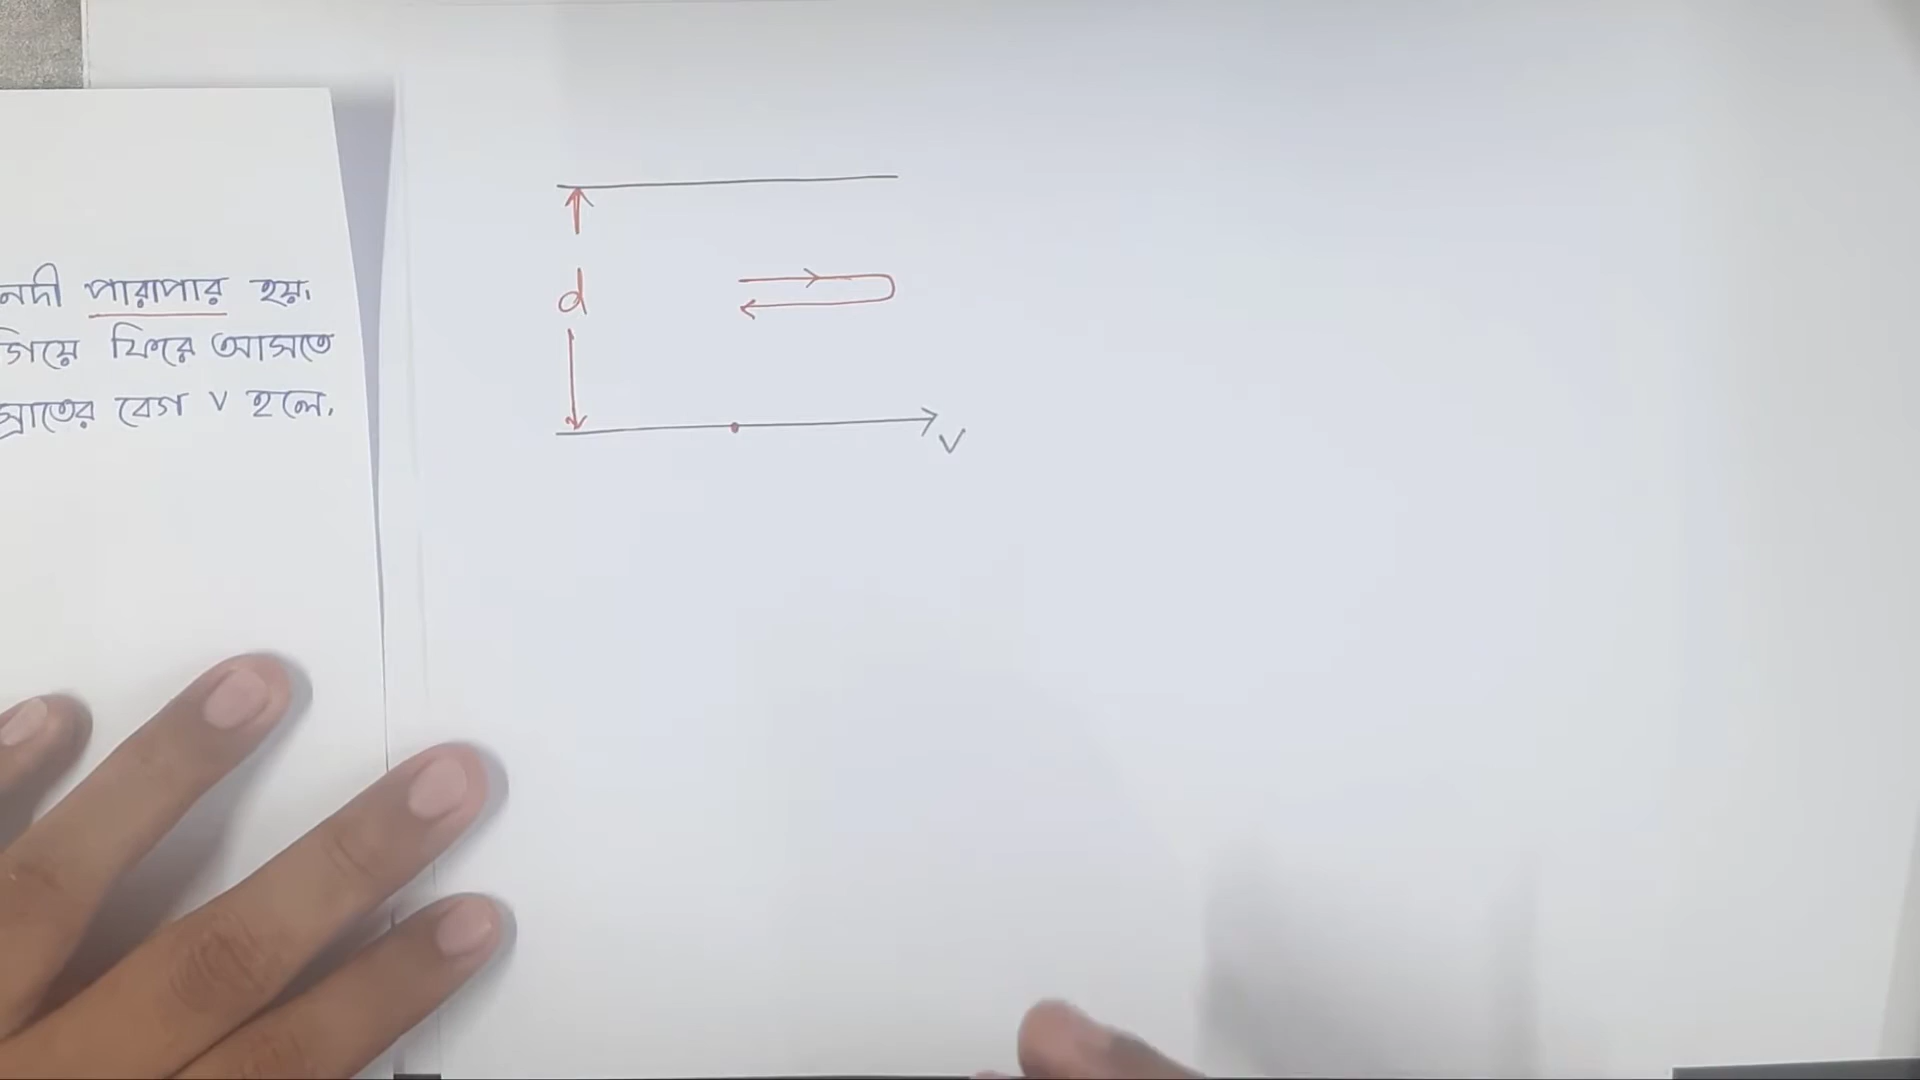 নদী পারাপার হয়,
গিয়ে ফিরে আসতে
স্রোতের বেগ v হলে,
d
v